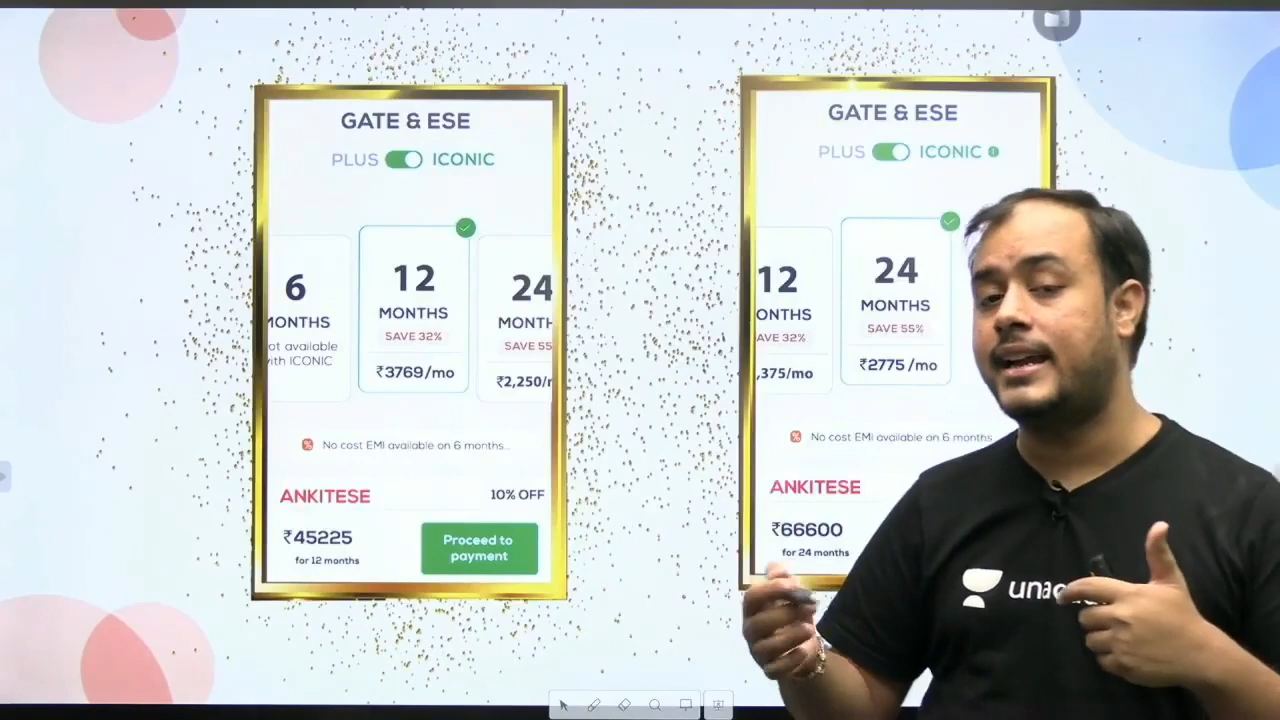 GATE & ESE
PLUS ICONIC
6
MONTHS
ot available
with ICONIC
12
MONTHS
SAVE 32%
₹3769/mo
24
MONTH
SAVE 55
₹2,250/
No cost EMI available on 6 months...
ANKITESE 10% OFF
₹45225
for 12 months
Proceed to
payment
GATE & ESE
PLUS ICONIC
12
ONTHS
AVE 32%
,375/mo
24
MONTHS
SAVE 55%
₹2775 /mo
No cost EMI available on 6 months
ANKITESE
₹66600
for 24 months
una